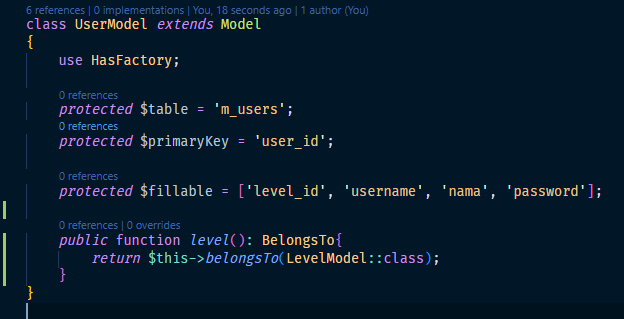 6 references | 0 implementations | You, 18 seconds ago | 1 author (You)
class UserModel extends Model
{
use HasFactory;
0 references
protected $table = 'm_users';
0 references
protected $primaryKey = 'user_id';
0 references
protected $fillable = ['level_id', 'username', 'nama', 'password'];
0 references | 0 overrides
public function level(): BelongsTo{
return $this->belongsTo(LevelModel::class);
}
}